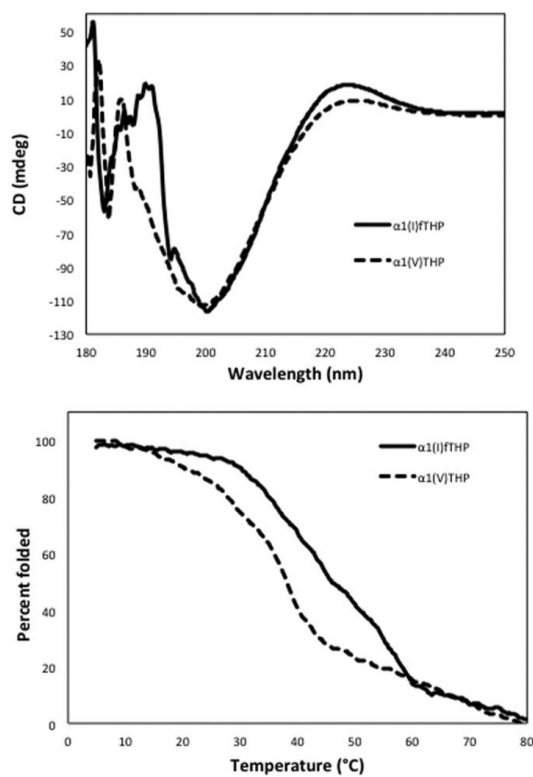 50
30
10
-10
-30
-50
-70
-90
-110
-130
CD (mdeg)
α1(I)fTHP
α1(V)THP
180 190 200 210 220 230 240 250
Wavelength (nm)
100
80
60
40
20
0
Percent folded
α1(I)fTHP
α1(V)THP
0 10 20 30 40 50 60 70 80
Temperature (°C)